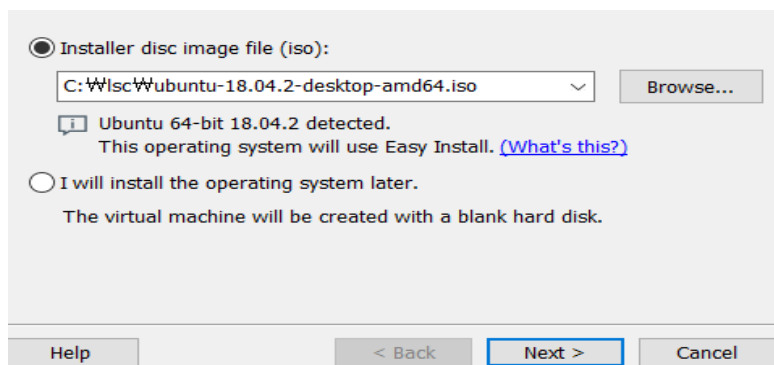 Installer disc image file (iso):
C:₩lsc₩ubuntu-18.04.2-desktop-amd64.iso
Browse...
Ubuntu 64-bit 18.04.2 detected.
This operating system will use Easy Install. (What's this?)
I will install the operating system later.
The virtual machine will be created with a blank hard disk.
Help
< Back
Next >
Cancel